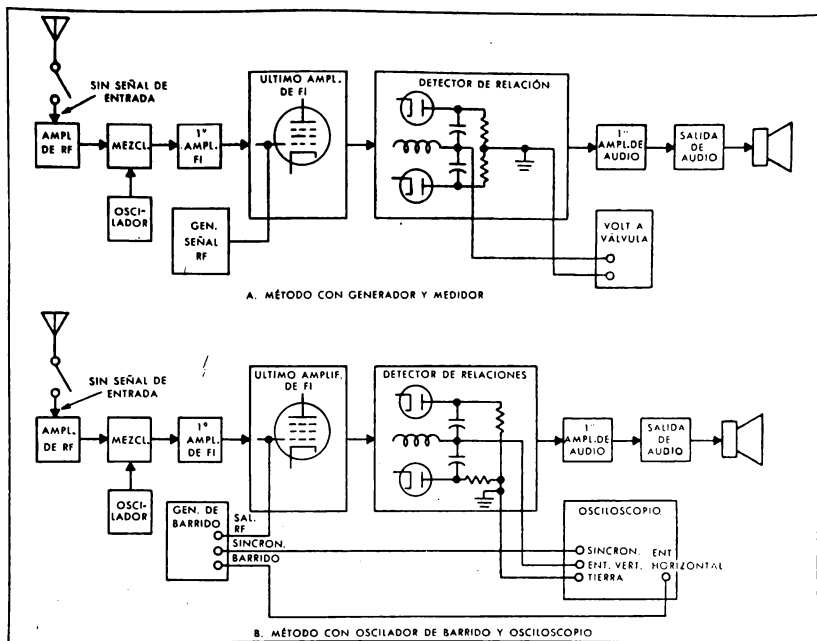 SIN SEÑAL DE
ENTRADA
AMPL
DE RF
MEZCL.
1º
AMPL.
FI
OSCI-
LADOR
ULTIMO AMPL.
DE FI
GEN.
SEÑAL
RF
DETECTOR DE RELACIÓN
AMPL.DE
AUDIO
SALIDA
DE
AUDIO
VOLT A
VÁLVULA
A. MÉTODO CON GENERADOR Y MEDIDOR
SIN SEÑAL DE
ENTRADA
AMPL.
DE RF
MEZCL.
1º
AMPL.
DE FI
OSCI-
LADOR
ULTIMO AMPLIF.
DE FI
GEN. DE
BARRIDO
SAL.
RF
SINCRON.
BARRIDO
DETECTOR DE RELACIONES
AMPL.DE
AUDIO
SALIDA
DE
AUDIO
OSCILOSCOPIO
SINCRON.
ENT. VERT.
TIERRA
ENT
HORIZONTAL
B. MÉTODO CON OSCILADOR DE BARRIDO Y OSCILOSCOPIO